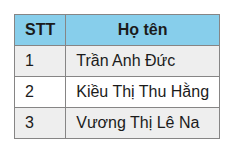 STT Họ tên
1 Trần Anh Đức
2 Kiều Thị Thu Hằng
3 Vương Thị Lê Na